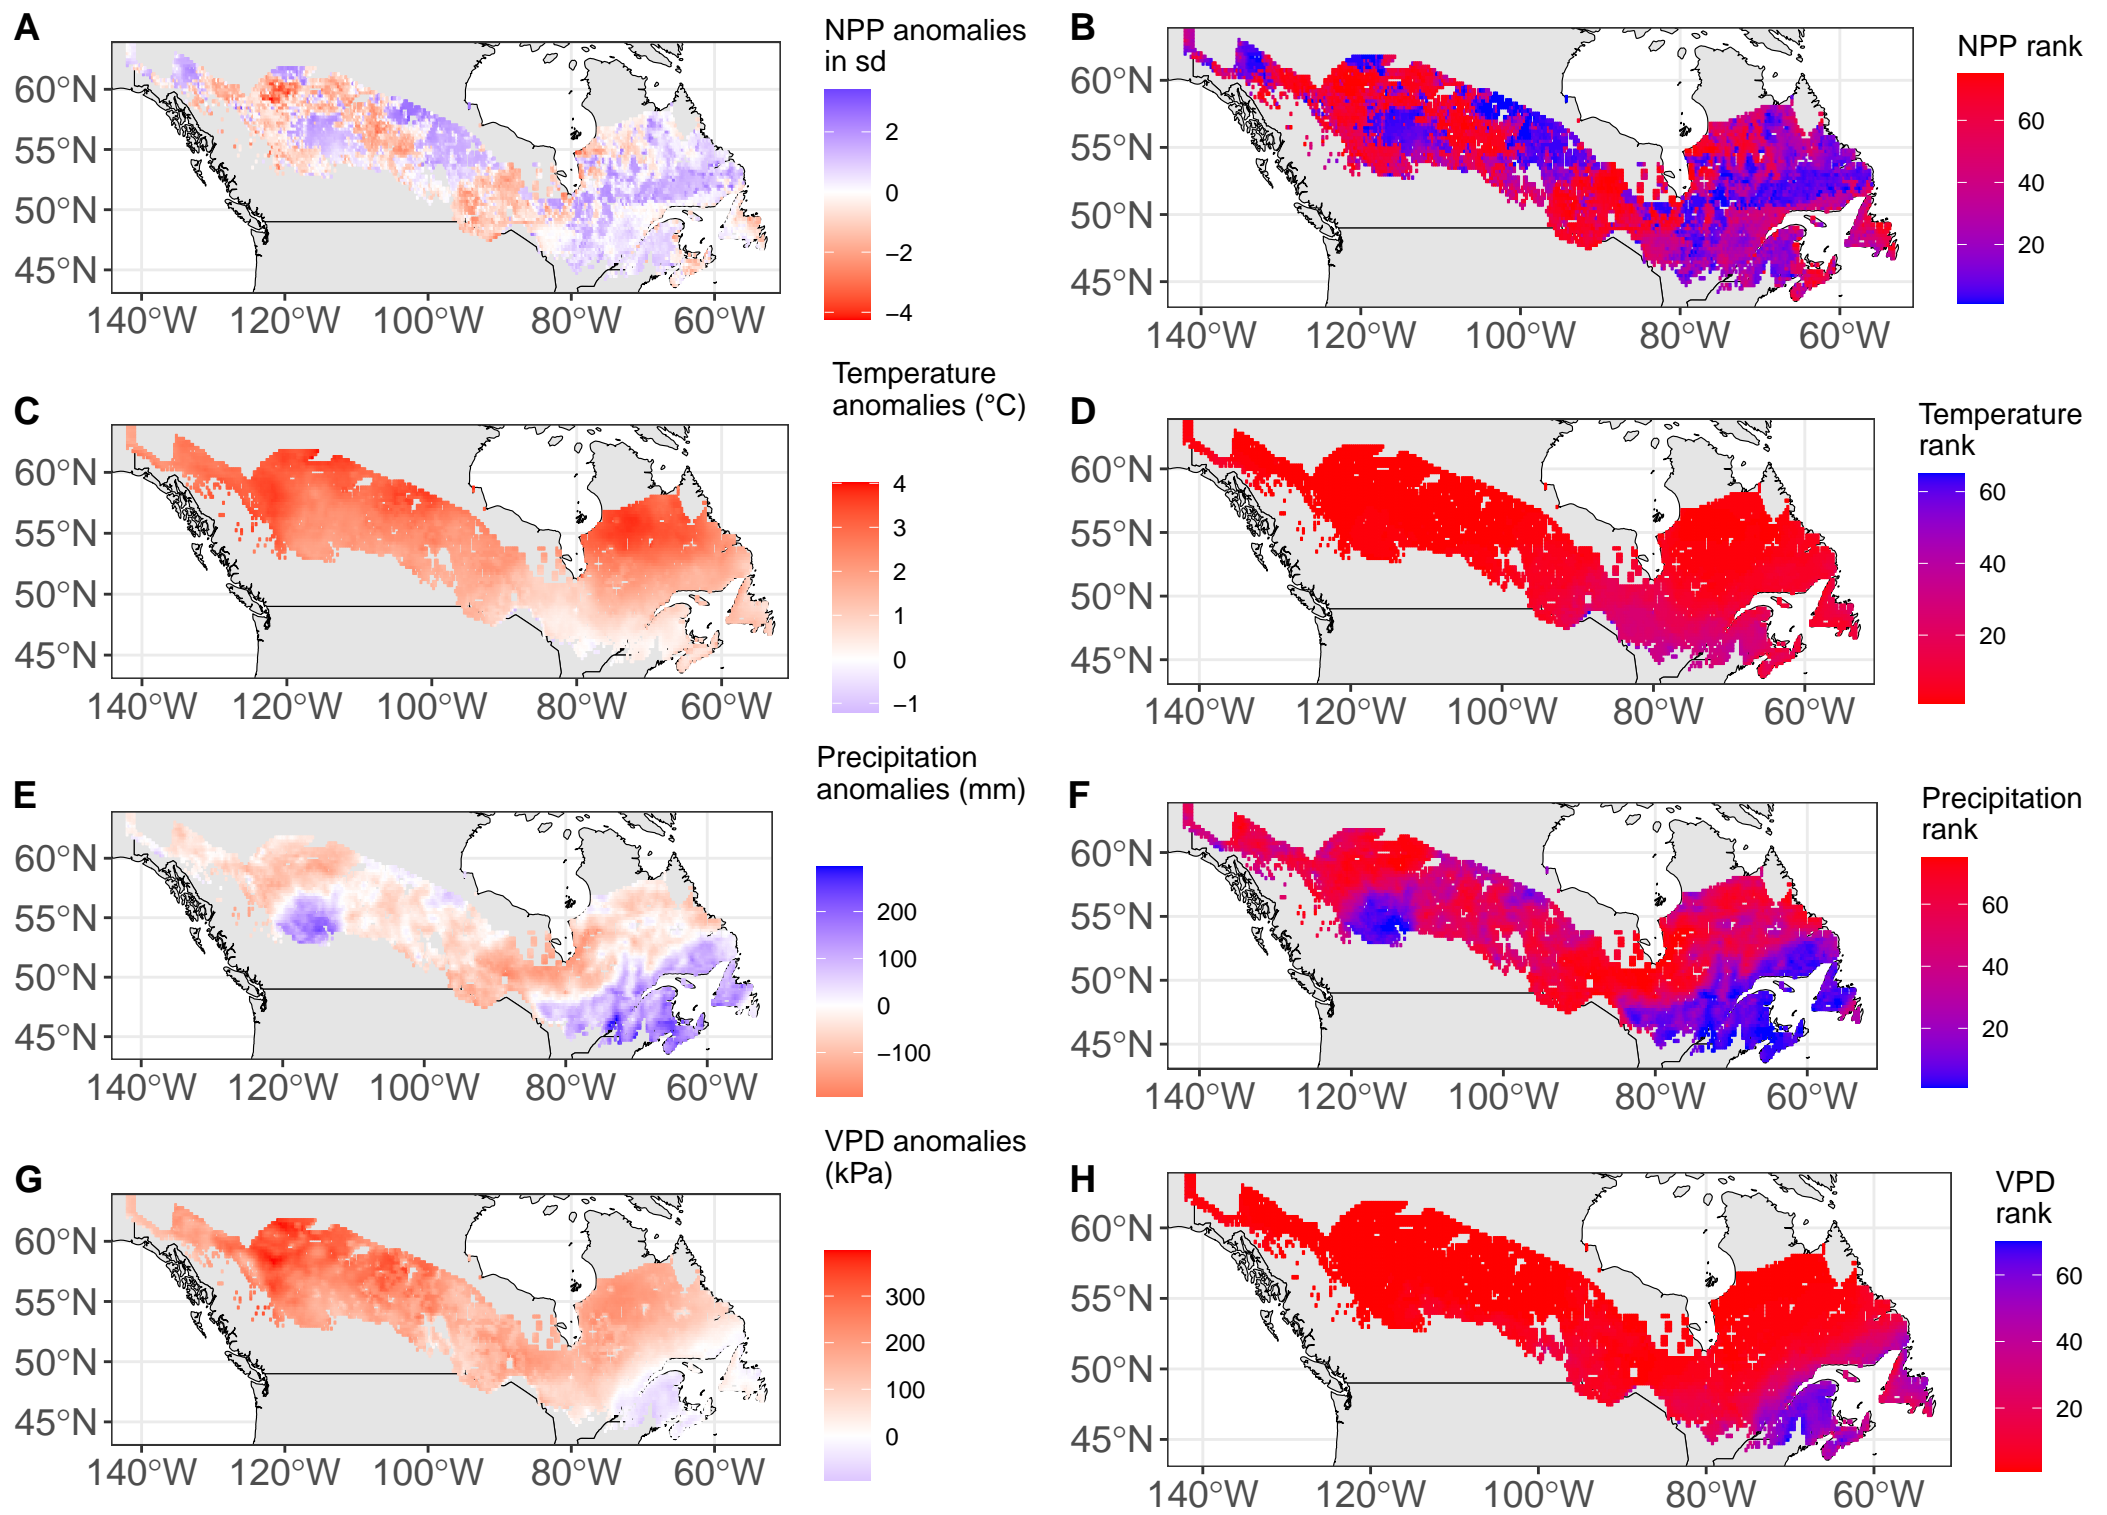 A
NPP anomalies
in sd
60°N
55°N
50°N
45°N
140°W 120°W 100°W 80°W 60°W
2
0
−2
−4
B
NPP rank
60°N
55°N
50°N
45°N
140°W 120°W 100°W 80°W 60°W
60
40
20
C
Temperature
anomalies (°C)
60°N
55°N
50°N
45°N
140°W 120°W 100°W 80°W 60°W
4
3
2
1
0
−1
D
Temperature
rank
60°N
55°N
50°N
45°N
140°W 120°W 100°W 80°W 60°W
60
40
20
E
Precipitation
anomalies (mm)
60°N
55°N
50°N
45°N
140°W 120°W 100°W 80°W 60°W
200
100
0
−100
F
Precipitation
rank
60°N
55°N
50°N
45°N
140°W 120°W 100°W 80°W 60°W
60
40
20
G
VPD anomalies
(kPa)
60°N
55°N
50°N
45°N
140°W 120°W 100°W 80°W 60°W
300
200
100
0
H
VPD
rank
60°N
55°N
50°N
45°N
140°W 120°W 100°W 80°W 60°W
60
40
20